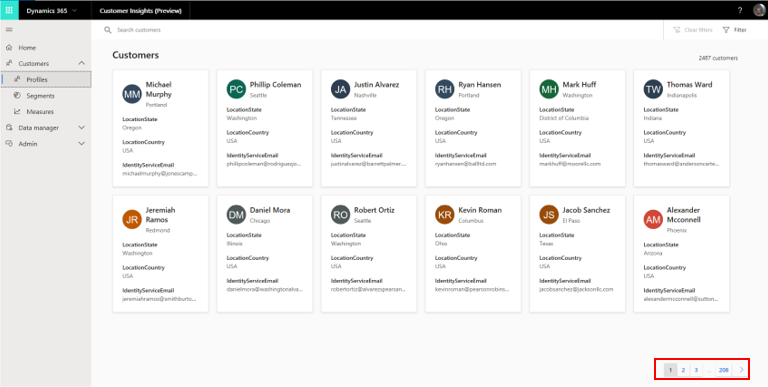 Dynamics 365
Customer Insights (Preview)
?
Search customers
Clear filters
Filter
Home
Customers
Profiles
Segments
Measures
Data manager
Admin
Customers
2487 customers
MM
Michael
Murphy
Portland
LocationState
Oregon
LocationCountry
USA
IdentityServiceEmail
michaelmurphy@jonescamp...
PC
Phillip Coleman
Seattle
LocationState
Washington
LocationCountry
USA
IdentityServiceEmail
phillipcoleman@rodriguezjo...
JA
Justin Alvarez
Nashville
LocationState
Tennessee
LocationCountry
USA
IdentityServiceEmail
justinalvarez@barnettpalmer...
RH
Ryan Hansen
Portland
LocationState
Oregon
LocationCountry
USA
IdentityServiceEmail
ryanhansen@ballltd.com
MH
Mark Huff
Washington
LocationState
District of Columbia
LocationCountry
USA
IdentityServiceEmail
markhuff@moonllc.com
TW
Thomas Ward
Indianapolis
LocationState
Indiana
LocationCountry
USA
IdentityServiceEmail
thomasward@andersoncarte...
JR
Jeremiah
Ramos
Redmond
LocationState
Washington
LocationCountry
USA
IdentityServiceEmail
jeremiahramos@smithburto...
DM
Daniel Mora
Chicago
LocationState
Illinois
LocationCountry
USA
IdentityServiceEmail
danielmora@washingtonalva...
RO
Robert Ortiz
Seattle
LocationState
Washington
LocationCountry
USA
IdentityServiceEmail
robertortiz@alvarezspearsan...
KR
Kevin Roman
Columbus
LocationState
Ohio
LocationCountry
USA
IdentityServiceEmail
kevinroman@pearsonrobins...
JS
Jacob Sanchez
El Paso
LocationState
Texas
LocationCountry
USA
IdentityServiceEmail
jacobsanchez@jacksonllc.com
AM
Alexander
Mcconnell
Phoenix
LocationState
Arizona
LocationCountry
USA
IdentityServiceEmail
alexandermcconnell@sutton...
1 2 3 ... 208 >